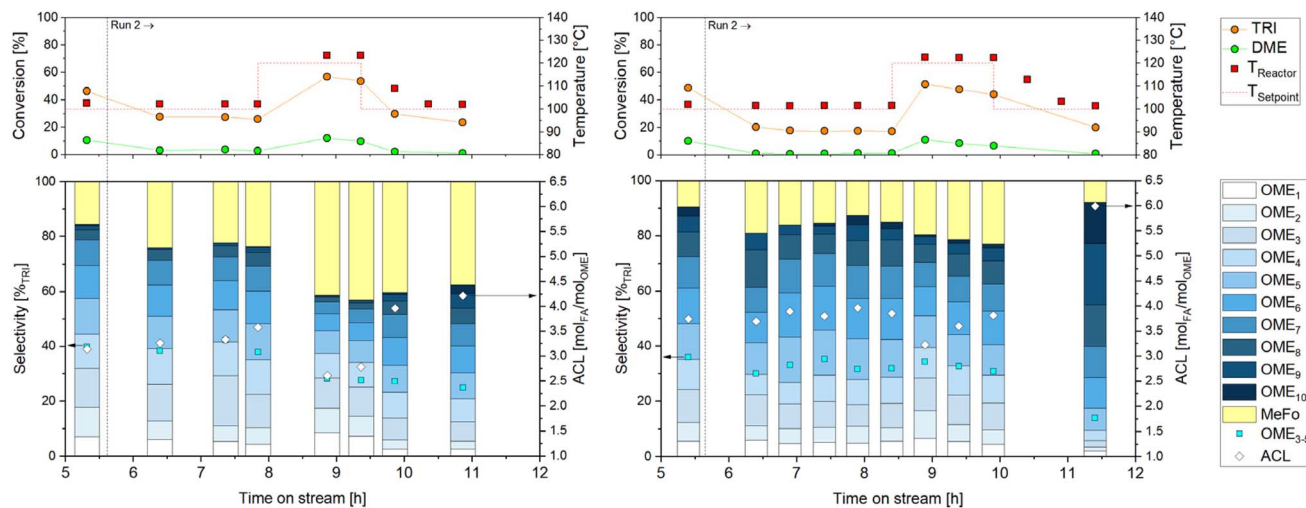 Run 2 →
Conversion [%]
100
80
60
40
20
0
140
130
120
110
100
90
80
Temperature [°C]
Selectivity [%TRI]
100
80
60
40
20
0
6.5
6.0
5.5
5.0
4.5
4.0
3.5
3.0
2.5
2.0
1.5
1.0
ACL [molFA/molOME]
5 6 7 8 9 10 11 12
Time on stream [h]
Run 2 →
Conversion [%]
100
80
60
40
20
0
140
130
120
110
100
90
80
Temperature [°C]
Selectivity [%TRI]
100
80
60
40
20
0
6.5
6.0
5.5
5.0
4.5
4.0
3.5
3.0
2.5
2.0
1.5
1.0
ACL [molFA/molOME]
5 6 7 8 9 10 11 12
Time on stream [h]
TRI
DME
TReactor
TSetpoint
OME1
OME2
OME3
OME4
OME5
OME6
OME7
OME8
OME9
OME10
MeFo
OME3-5
ACL